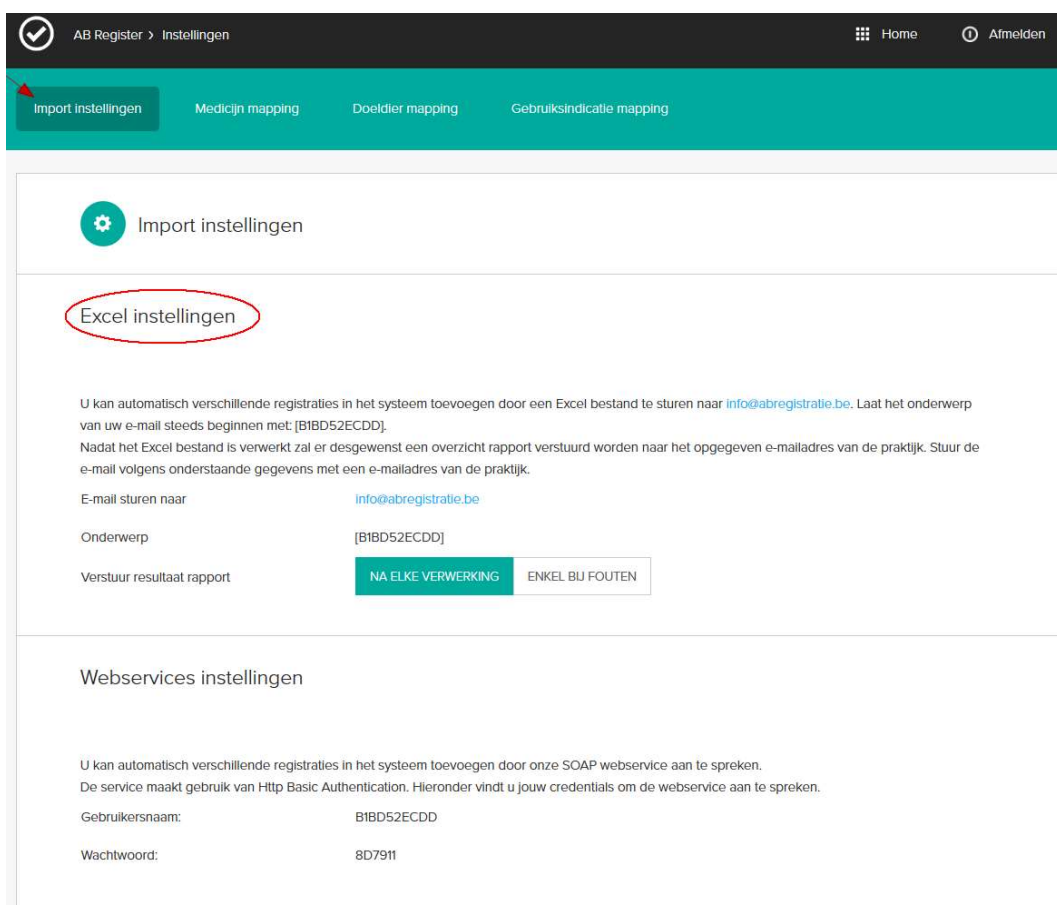 AB Register > Instellingen
Home
Afmelden
Import instellingen
Medicijn mapping
Doeldier mapping
Gebruiksindicatie mapping
Import instellingen
Excel instellingen
U kan automatisch verschillende registraties in het systeem toevoegen door een Excel bestand te sturen naar info@abregistratie.be. Laat het onderwerp
van uw e-mail steeds beginnen met: [B1BD52ECDD].
Nadat het Excel bestand is verwerkt zal er desgewenst een overzicht rapport verstuurd worden naar het opgegeven e-mailadres van de praktijk. Stuur de
e-mail volgens onderstaande gegevens met een e-mailadres van de praktijk.
E-mail sturen naar
info@abregistratie.be
Onderwerp
[B1BD52ECDD]
Verstuur resultaat rapport
NA ELKE VERWERKING
ENKEL BIJ FOUTEN
Webservices instellingen
U kan automatisch verschillende registraties in het systeem toevoegen door onze SOAP webservice aan te spreken.
De service maakt gebruik van Http Basic Authentication. Hieronder vindt u jouw credentials om de webservice aan te spreken.
Gebruikersnaam:
B1BD52ECDD
Wachtwoord:
8D7911